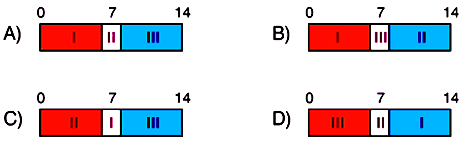 0 7 14
A) I II III
0 7 14
B) I III II
0 7 14
C) II I III
0 7 14
D) III II I